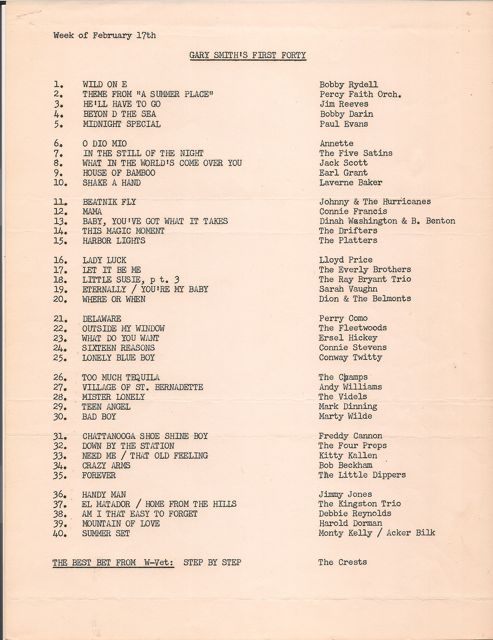 Week of February 17th
GARY SMITH'S FIRST FORTY
1. WILD ON E Bobby Rydell
2. THEME FROM "A SUMMER PLACE" Percy Faith Orch.
3. HE'LL HAVE TO GO Jim Reeves
4. BEYON D THE SEA Bobby Darin
5. MIDNIGHT SPECIAL Paul Evans
6. O DIO MIO Annette
7. IN THE STILL OF THE NIGHT The Five Satins
8. WHAT IN THE WORLD'S COME OVER YOU Jack Scott
9. HOUSE OF BAMBOO Earl Grant
10. SHAKE A HAND Laverne Baker
11. BEATNIK FLY Johnny & The Hurricanes
12. MAMA Connie Francis
13. BABY, YOU'VE GOT WHAT IT TAKES Dinah Washington & B. Benton
14. THIS MAGIC MOMENT The Drifters
15. HARBOR LIGHTS The Platters
16. LADY LUCK Lloyd Price
17. LET IT BE ME The Everly Brothers
18. LITTLE SUSIE, p t. 3 The Ray Bryant Trio
19. ETERNALLY / YOU'RE MY BABY Sarah Vaughn
20. WHERE OR WHEN Dion & The Belmonts
21. DELAWARE Perry Como
22. OUTSIDE MY WINDOW The Fleetwoods
23. WHAT DO YOU WANT Ersel Hickey
24. SIXTEEN REASONS Connie Stevens
25. LONELY BLUE BOY Conway Twitty
26. TOO MUCH TEQUILA The Champs
27. VILLAGE OF ST. BERNADETTE Andy Williams
28. MISTER LONELY The Videls
29. TEEN ANGEL Mark Dinning
30. BAD BOY Marty Wilde
31. CHATTANOOGA SHOE SHINE BOY Freddy Cannon
32. DOWN BY THE STATION The Four Preps
33. NEED ME / THAT OLD FEELING Kitty Kallen
34. CRAZY ARMS Bob Beckham
35. FOREVER The Little Dippers
36. HANDY MAN Jimmy Jones
37. EL MATADOR / HOME FROM THE HILLS The Kingston Trio
38. AM I THAT EASY TO FORGET Debbie Reynolds
39. MOUNTAIN OF LOVE Harold Dorman
40. SUMMER SET Monty Kelly / Acker Bilk
THE BEST BET FROM W-Vet: STEP BY STEP The Crests